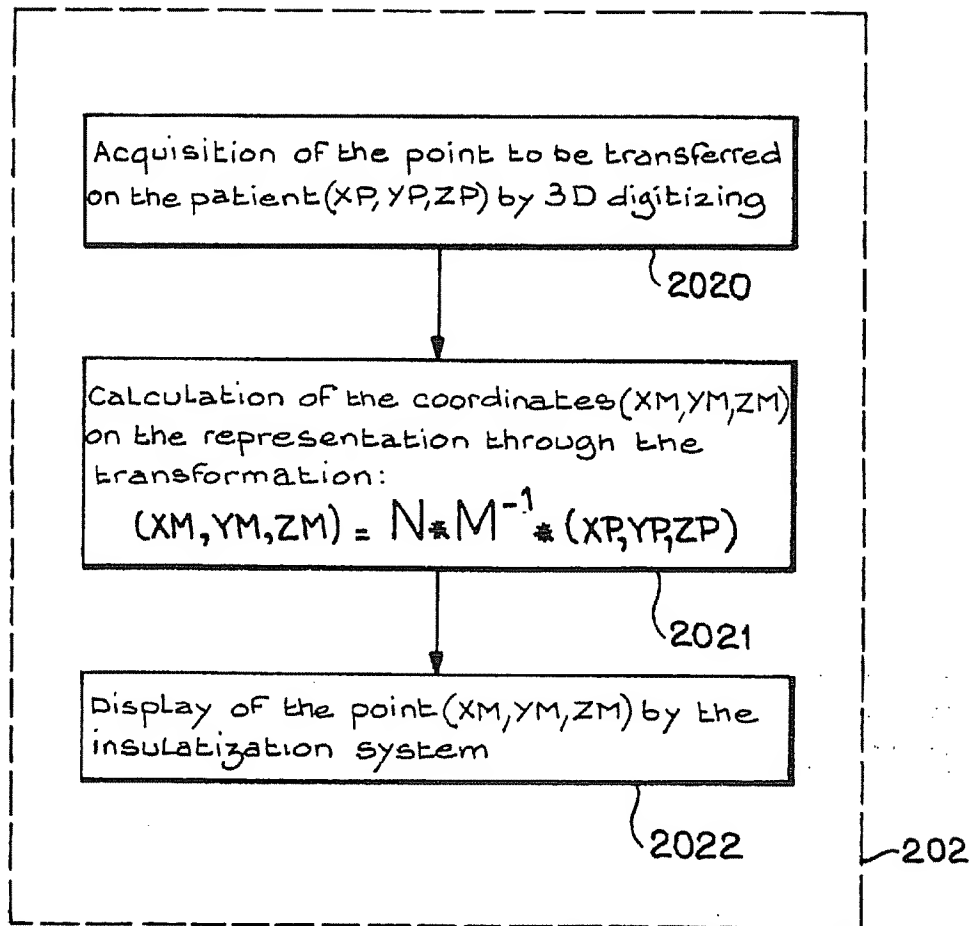 Acquisition of the point to be transferred
on the patient (XP, YP, ZP) by 3D digitizing
2020
Calculation of the coordinates (XM, YM, ZM)
on the representation through the
transformation:
(XM, YM, ZM) = N * M⁻¹ * (XP, YP, ZP)
2021
Display of the point (XM, YM, ZM) by the
insulatization system
2022
202